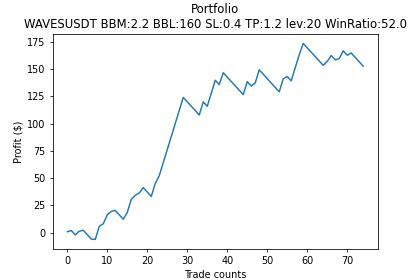 Portfolio
WAVESUSDT BBM:2.2 BBL:160 SL:0.4 TP:1.2 lev:20 WinRatio:52.0
175
150
125
100
75
50
25
0
Profit ($)
0 10 20 30 40 50 60 70
Trade counts